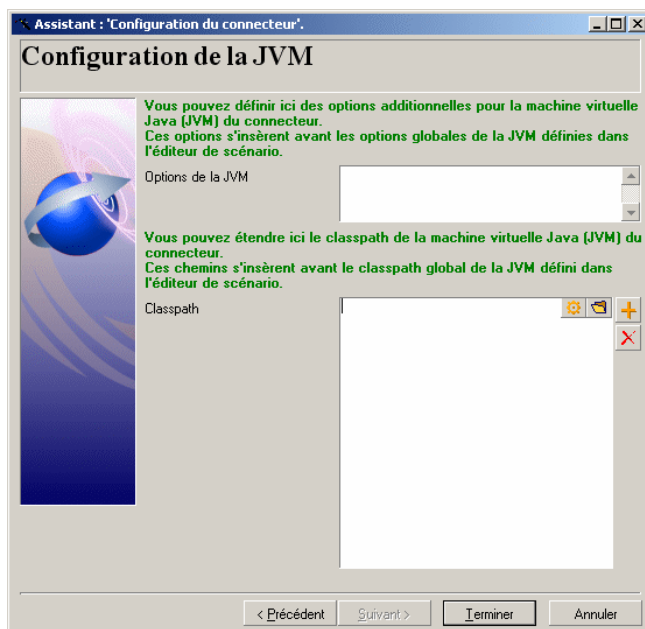 Assistant : 'Configuration du connecteur'.
Configuration de la JVM
Vous pouvez définir ici des options additionnelles pour la machine virtuelle
Java (JVM) du connecteur.
Ces options s'insèrent avant les options globales de la JVM définies dans
l'éditeur de scénario.
Options de la JVM
Vous pouvez étendre ici le classpath de la machine virtuelle Java (JVM) du
connecteur.
Ces chemins s'insèrent avant le classpath global de la JVM défini dans
l'éditeur de scénario.
Classpath
< Précédent
Suivant >
Terminer
Annuler